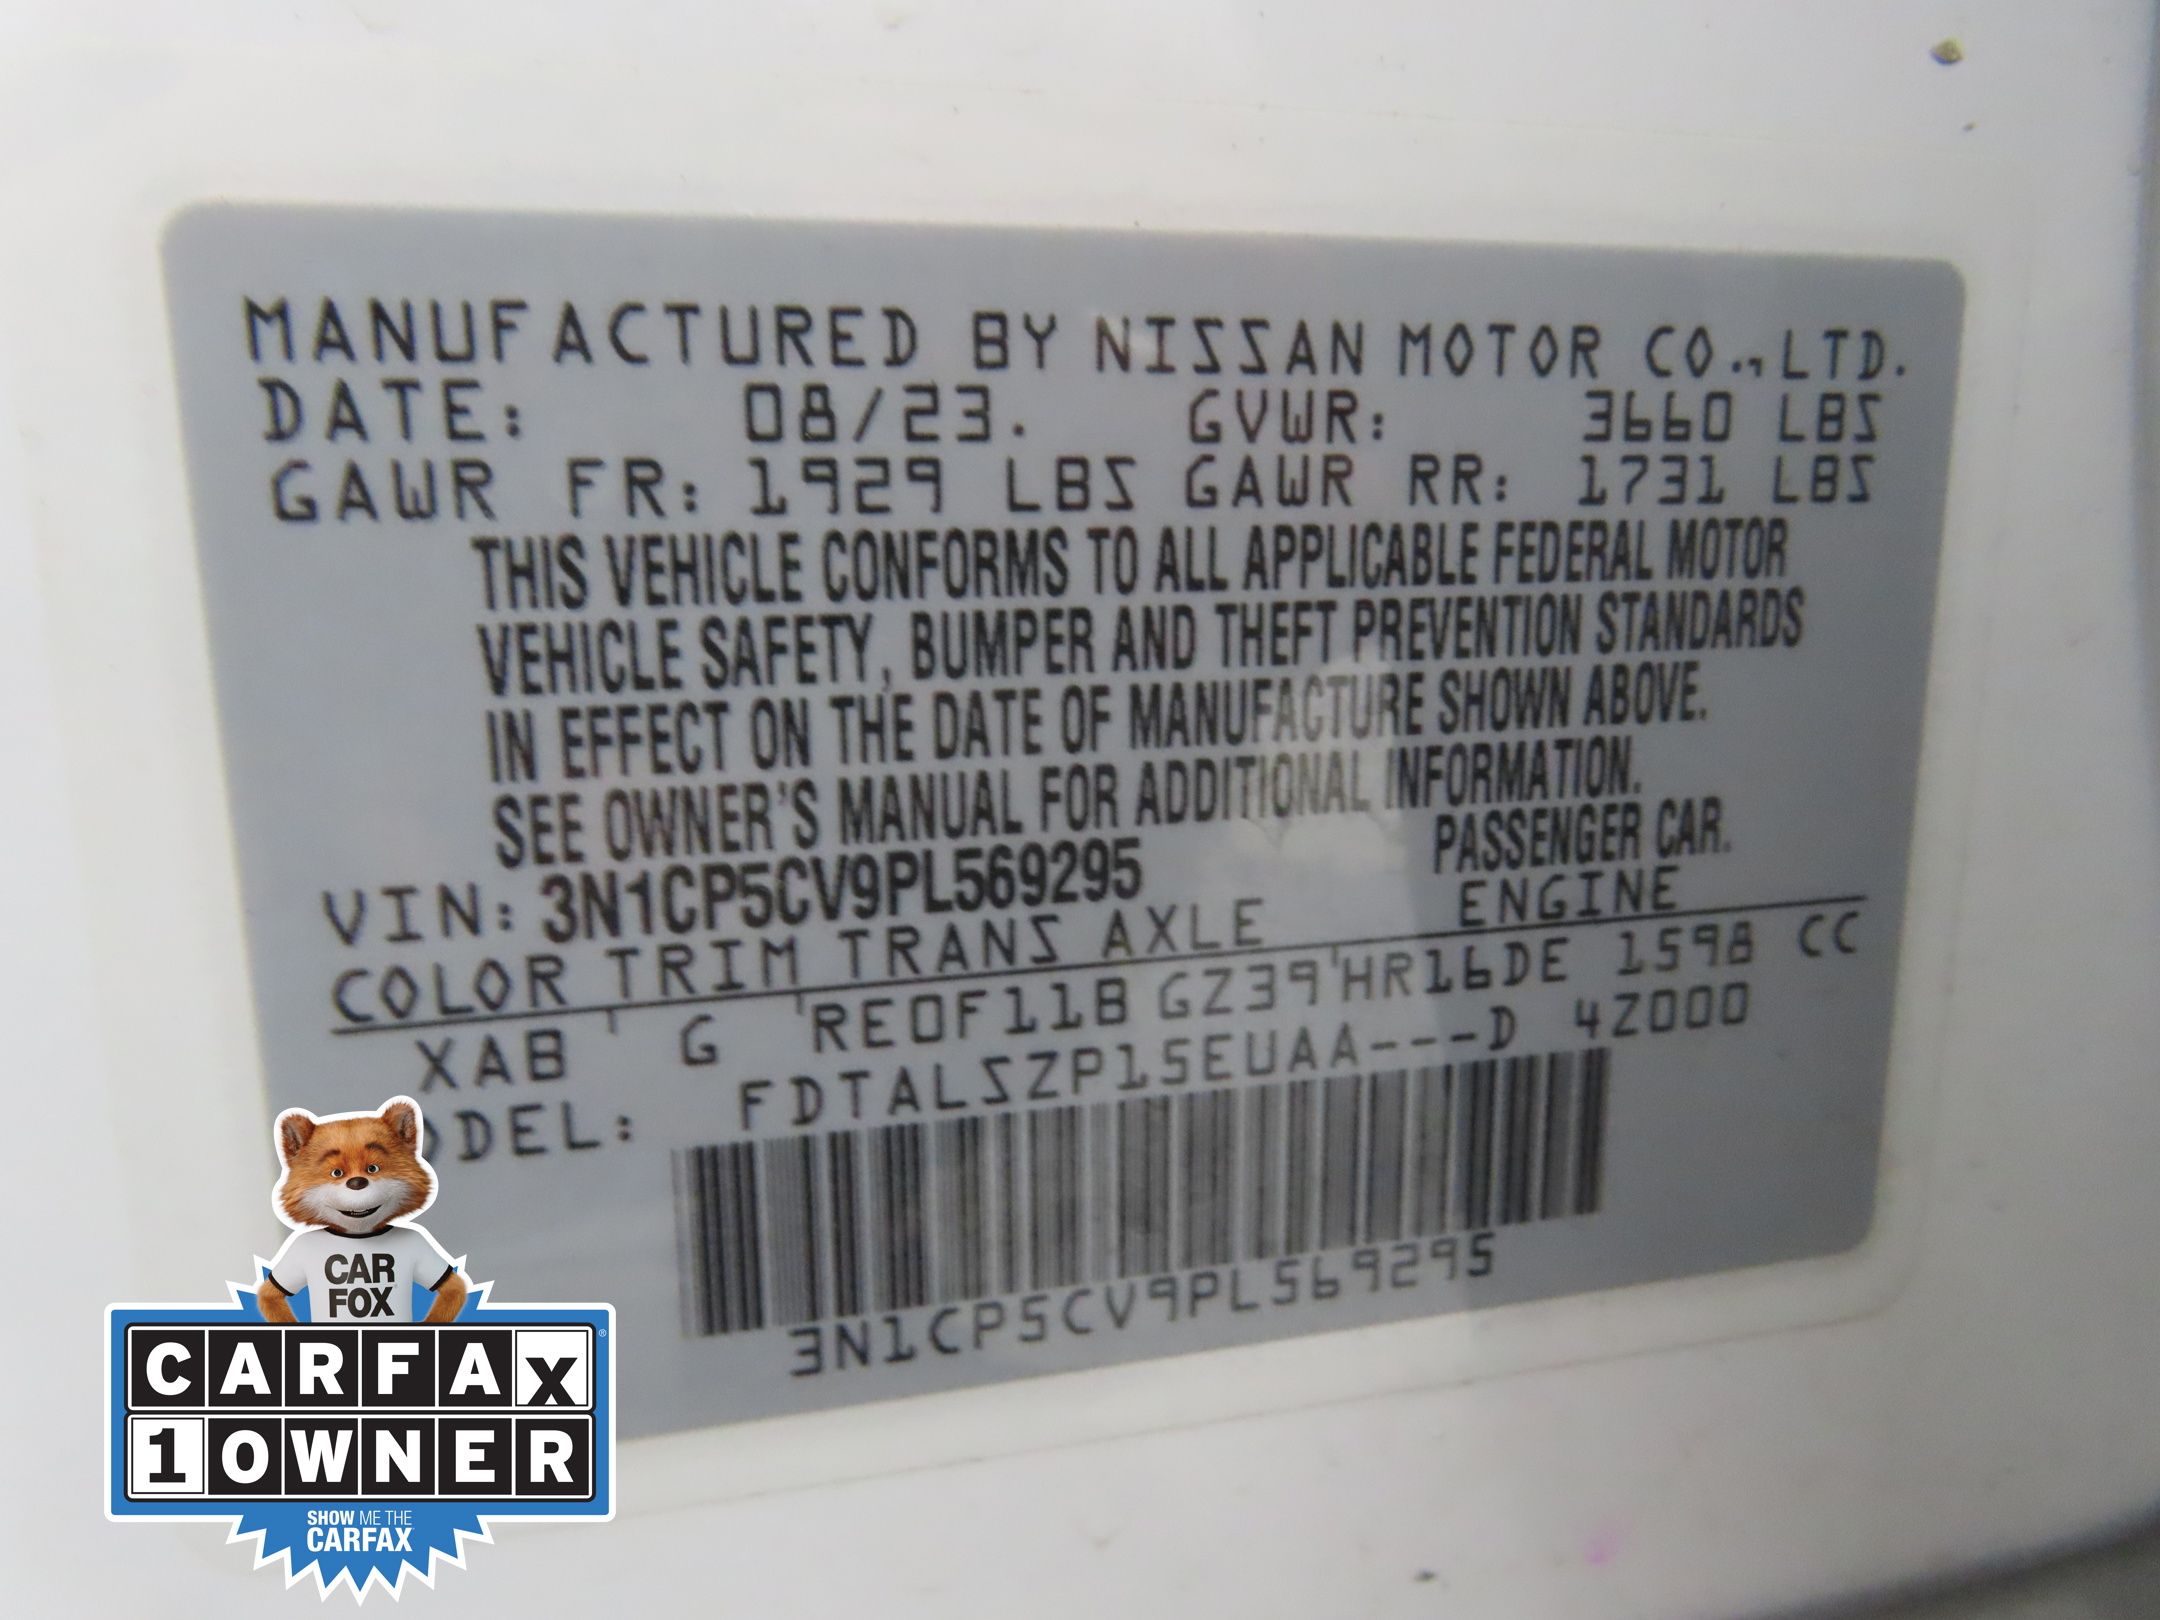 MANUFACTURED BY NISSAN MOTOR CO., LTD.
DATE: 08/23. GVWR: 3660 LBS
GAWR FR: 1929 LBS GAWR RR: 1731 LBS
THIS VEHICLE CONFORMS TO ALL APPLICABLE FEDERAL MOTOR
VEHICLE SAFETY, BUMPER AND THEFT PREVENTION STANDARDS
IN EFFECT ON THE DATE OF MANUFACTURE SHOWN ABOVE.
SEE OWNER'S MANUAL FOR ADDITIONAL INFORMATION.
VIN: 3N1CP5CV9PL569295 PASSENGER CAR.
COLOR TRIM TRANS AXLE ENGINE
XAB G RE0F11B GZ39 HR16DE 1598 CC
ODEL: FDTALSZP15EUAA---D 4Z000
3N1CP5CV9PL569295
CAR
FOX
CARFAX®
1 OWNER
SHOW ME THE
CARFAX